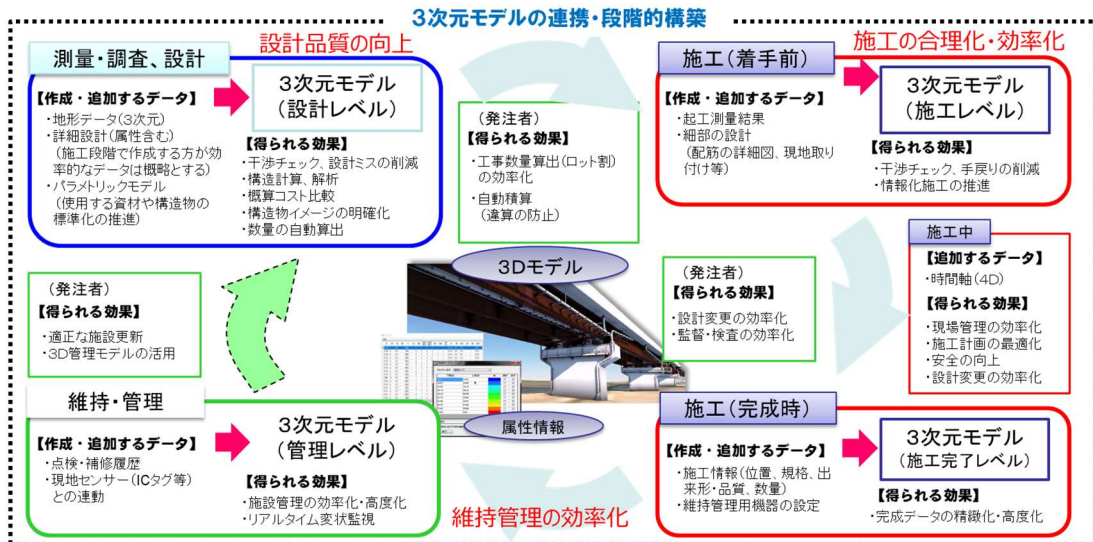 3次元モデルの連携・段階的構築
測量・調査、設計
設計品質の向上
【作成・追加するデータ】
・地形データ(3次元)
・詳細設計(属性含む)
(施工段階で作成する方が効
率的なデータは概略とする)
・パラメトリックモデル
(使用する資材や構造物の
標準化の推進)
3次元モデル
(設計レベル)
【得られる効果】
・干渉チェック、設計ミスの削減
・構造計算、解析
・概算コスト比較
・構造物イメージの明確化
・数量の自動算出
(発注者)
【得られる効果】
・工事数量算出(ロット割)
の効率化
・自動積算
(違算の防止)
施工(着手前)
施工の合理化・効率化
【作成・追加するデータ】
・起工測量結果
・細部の設計
(配筋の詳細図、現地取り
付け等)
3次元モデル
(施工レベル)
【得られる効果】
・干渉チェック、手戻りの削減
・情報化施工の推進
施工中
【追加するデータ】
・時間軸(4D)
【得られる効果】
・現場管理の効率化
・施工計画の最適化
・安全の向上
・設計変更の効率化
(発注者)
【得られる効果】
・設計変更の効率化
・監督・検査の効率化
3Dモデル
属性情報
(発注者)
【得られる効果】
・適正な施設更新
・3D管理モデルの活用
施工(完成時)
【作成・追加するデータ】
・施工情報(位置、規格、出
来形・品質、数量)
・維持管理用機器の設定
3次元モデル
(施工完了レベル)
【得られる効果】
・完成データの精緻化・高度化
維持管理の効率化
維持・管理
【作成・追加するデータ】
・点検・補修履歴
・現地センサー(ICタグ等)
との連動
3次元モデル
(管理レベル)
【得られる効果】
・施設管理の効率化・高度化
・リアルタイム変状監視